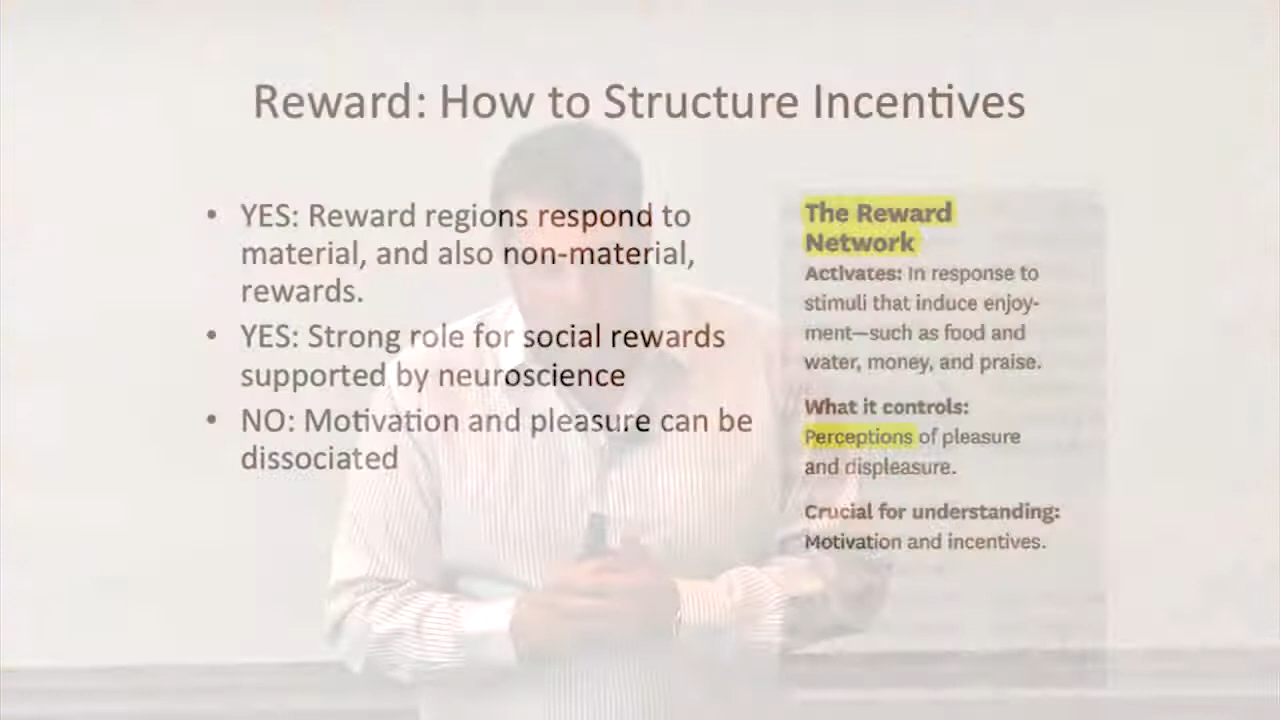 Reward: How to Structure Incentives
• YES: Reward regions respond to
material, and also non-material,
rewards.
• YES: Strong role for social rewards
supported by neuroscience
• NO: Motivation and pleasure can be
dissociated
The Reward
Network
Activates: In response to
stimuli that induce enjoy-
ment—such as food and
water, money, and praise.
What it controls:
Perceptions of pleasure
and displeasure.
Crucial for understanding:
Motivation and incentives.